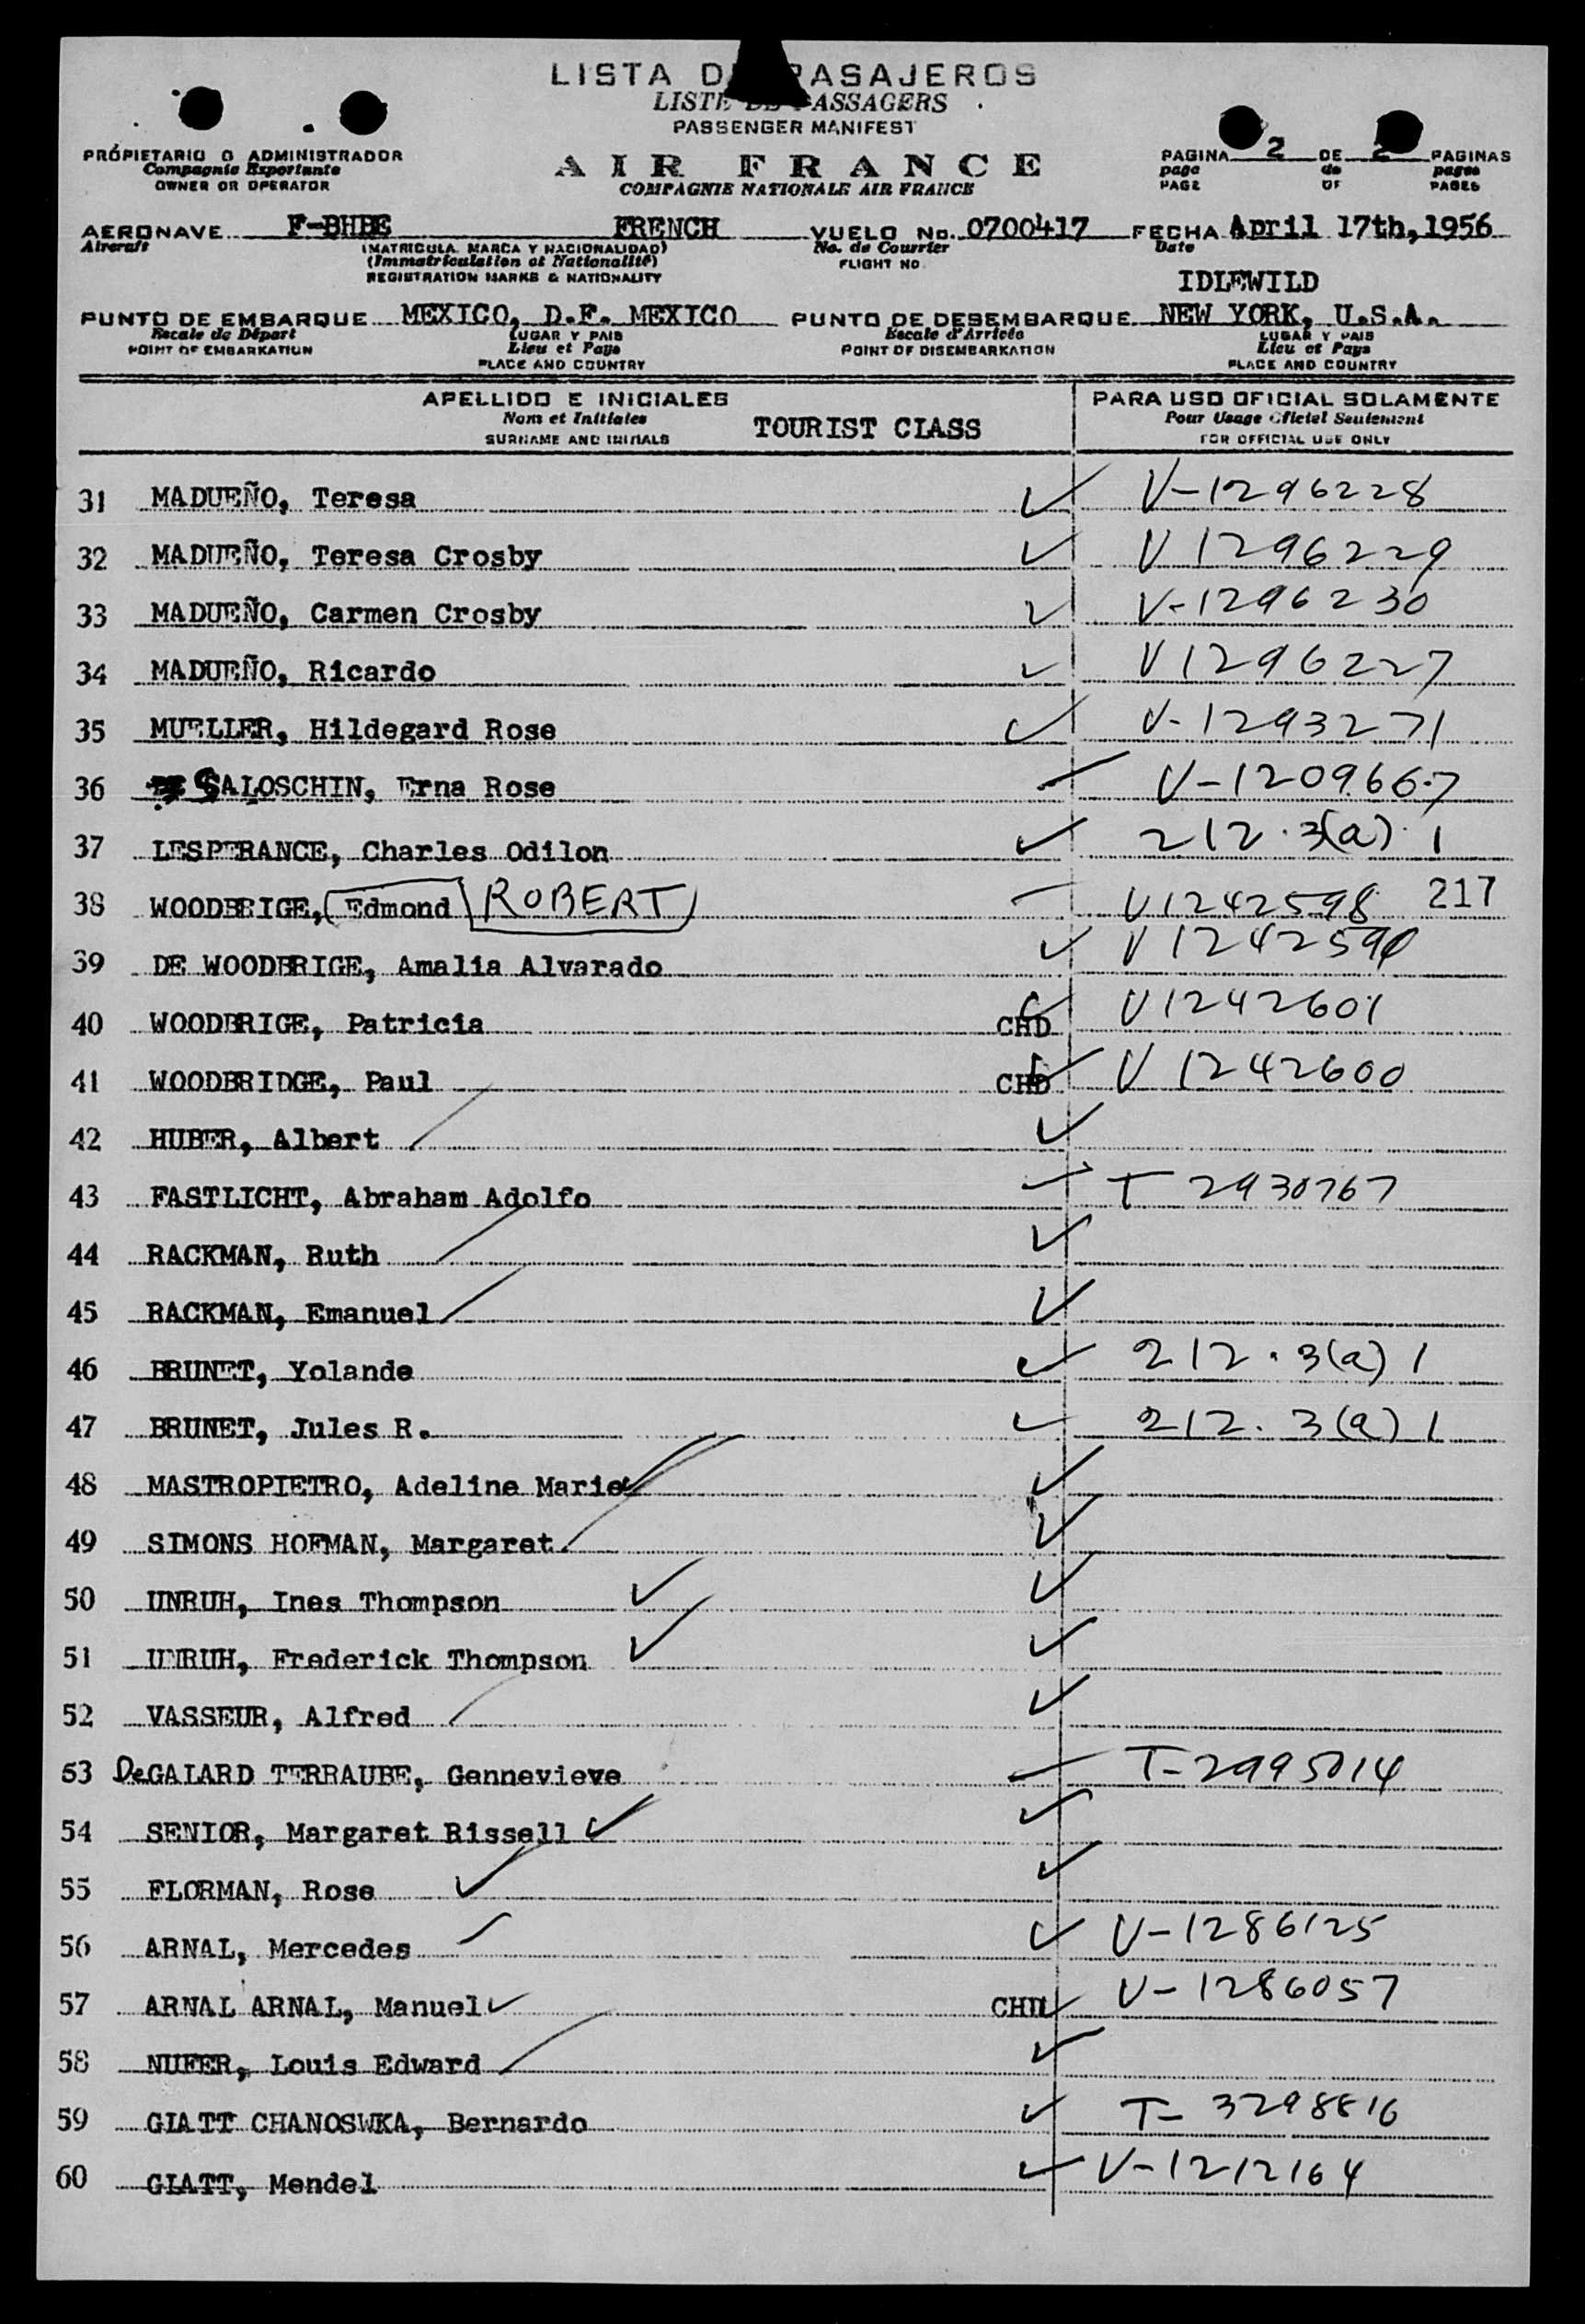 LISTA DE PASAJEROS
LISTE DE PASSAGERS
PASSENGER MANIFEST
PROPIETARIO O ADMINISTRADOR
Compagnie Exportante
OWNER OR OPERATOR
AIR FRANCE
COMPAGNIE NATIONALE AIR FRANCE
PAGINA 2 DE 2 PAGINAS
page de pages
PAGE OF PAGES
AERONAVE F-BHBE FRENCH VUELO No. 0700417 FECHA April 17th, 1956
Aircraft (MATRICULA, MARCA Y NACIONALIDAD) No. de Courrier Date
(Immatriculation et Nationalité) FLIGHT NO.
REGISTRATION MARKS & NATIONALITY
IDLEWILD
PUNTO DE EMBARQUE MEXICO, D.F. MEXICO PUNTO DE DESEMBARQUE NEW YORK, U.S.A.
Escale de Départ LUGAR Y PAIS Escale d'Arrivée LUGAR Y PAIS
POINT OF EMBARKATION Lieu et Pays POINT OF DISEMBARKATION Lieu et Pays
PLACE AND COUNTRY PLACE AND COUNTRY
APELLIDO E INICIALES PARA USO OFICIAL SOLAMENTE
Nom et Initiales TOURIST CLASS Pour Usage Officiel Seulement
SURNAME AND INITIALS FOR OFFICIAL USE ONLY
31 MADUEÑO, Teresa V-1296228
32 MADUEÑO, Teresa Crosby V 1296229
33 MADUEÑO, Carmen Crosby V-1296230
34 MADUEÑO, Ricardo V 1296227
35 MUELLER, Hildegard Rose V-1293271
36 SALOSCHIN, Erna Rose V-1209667
37 LESPERANCE, Charles Odilon 212.3(a) 1
38 WOODBRIGE, Edmond ROBERT V1242598 217
39 DE WOODBRIGE, Amalia Alvarado V 1242599
40 WOODBRIGE, Patricia CHD V1242601
41 WOODBRIDGE, Paul CHD V 1242600
42 HUBER, Albert
43 FASTLICHT, Abraham Adolfo T 2930767
44 RACKMAN, Ruth
45 RACKMAN, Emanuel
46 BRUNET, Yolande 212.3(a) 1
47 BRUNET, Jules R. 212.3(a) 1
48 MASTROPIETRO, Adeline Marie
49 SIMONS HOFMAN, Margaret
50 UNRUH, Ines Thompson
51 UNRUH, Frederick Thompson
52 VASSEUR, Alfred
53 De GALARD TERRAUBE, Gennevieve T-2995014
54 SENIOR, Margaret Rissell
55 FLORMAN, Rose
56 ARNAL, Mercedes V-1286125
57 ARNAL ARNAL, Manuel CHD V-1286057
58 NUFER, Louis Edward
59 GIATT CHANOSWKA, Bernardo T-3298816
60 GIATT, Mendel V-1212164